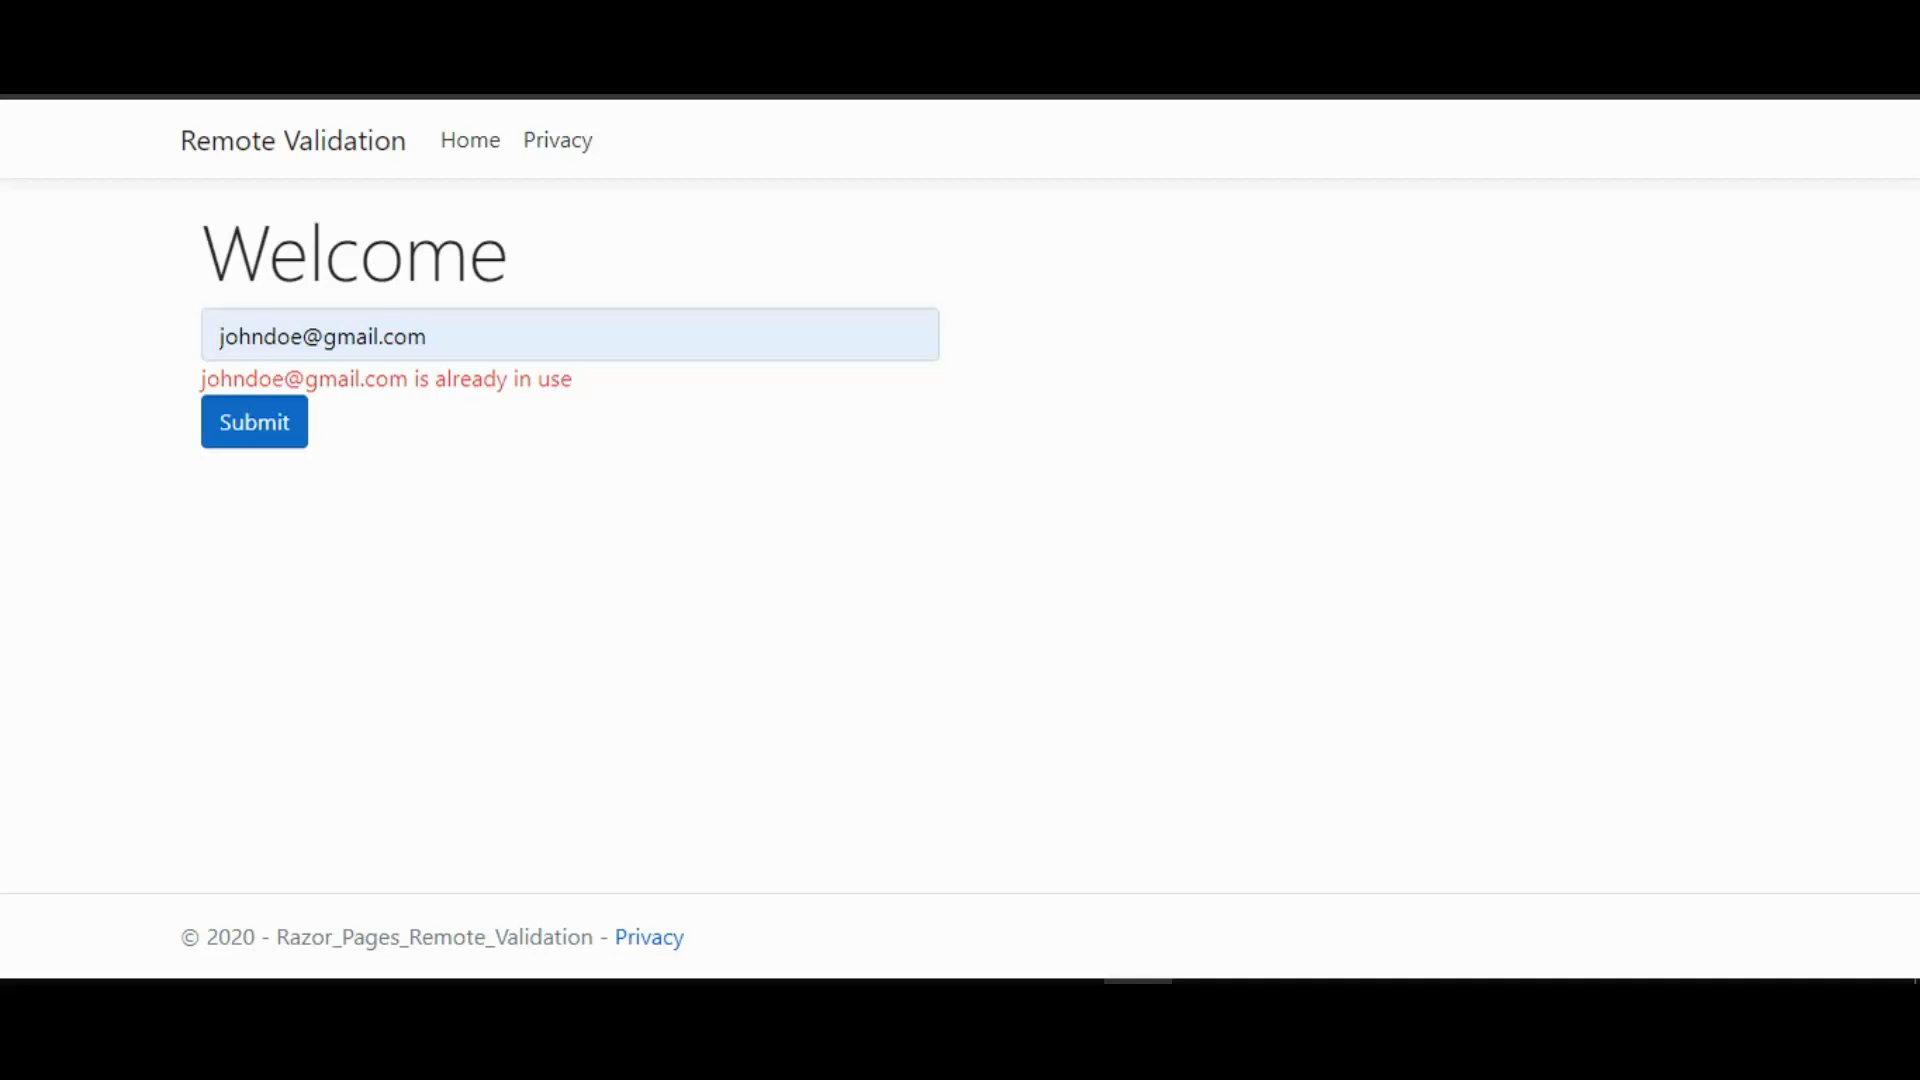 Remote Validation Home Privacy
Welcome
johndoe@gmail.com
johndoe@gmail.com is already in use
Submit
© 2020 - Razor_Pages_Remote_Validation - Privacy